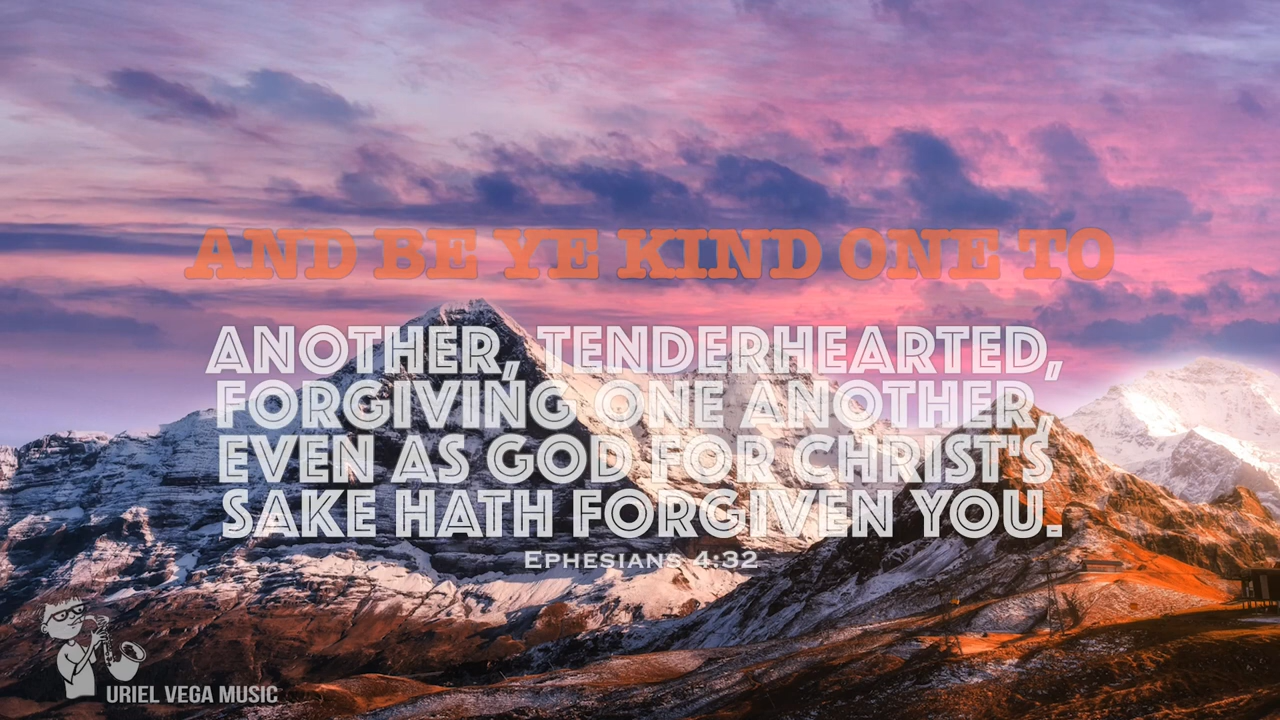 AND BE YE KIND ONE TO
ANOTHER, TENDERHEARTED,
FORGIVING ONE ANOTHER,
EVEN AS GOD FOR CHRIST'S
SAKE HATH FORGIVEN YOU.
EPHESIANS 4:32
URIEL VEGA MUSIC